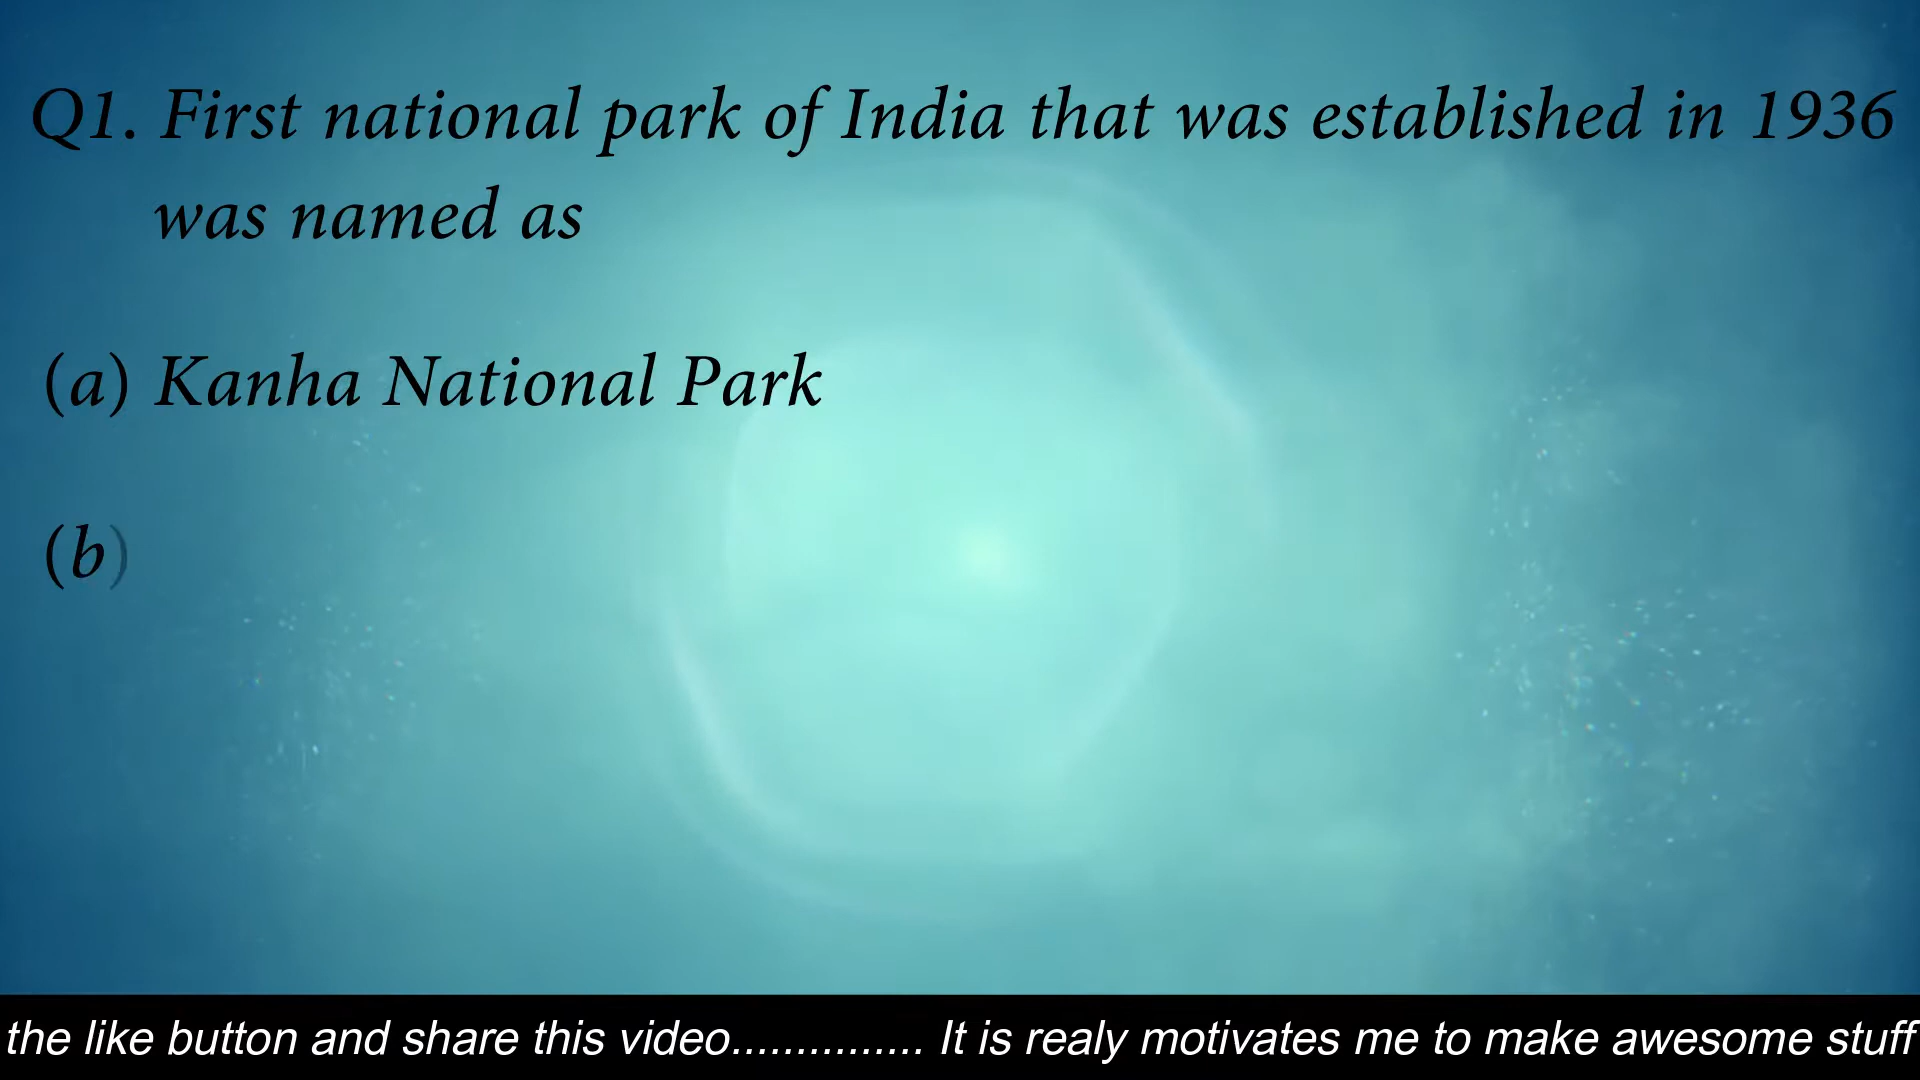 Q1. First national park of India that was established in 1936
was named as
(a) Kanha National Park
(b)
the like button and share this video............... It is realy motivates me to make awesome stuff